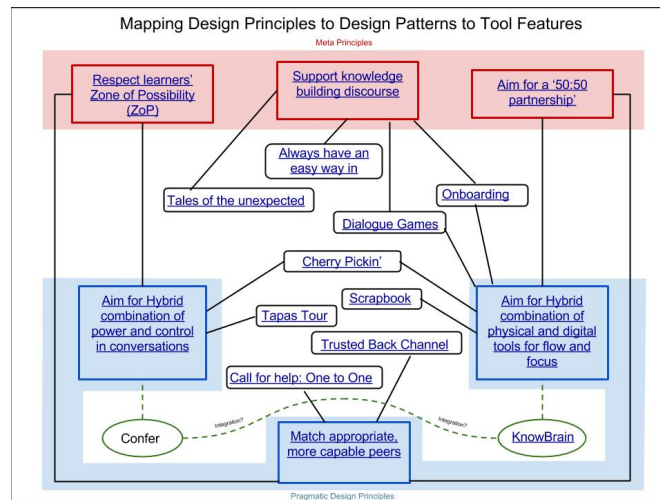 Mapping Design Principles to Design Patterns to Tool Features
Meta Principles
Respect learners'
Zone of Possibility
(ZoP)
Support knowledge
building discourse
Aim for a '50:50
partnership'
Always have an
easy way in
Tales of the unexpected
Onboarding
Dialogue Games
Cherry Pickin'
Scrapbook
Tapas Tour
Trusted Back Channel
Call for help: One to One
Aim for Hybrid
combination of
power and control
in conversations
Aim for Hybrid
combination of
physical and digital
tools for flow and
focus
Confer
Integration?
Match appropriate,
more capable peers
Integration?
KnowBrain
Pragmatic Design Principles